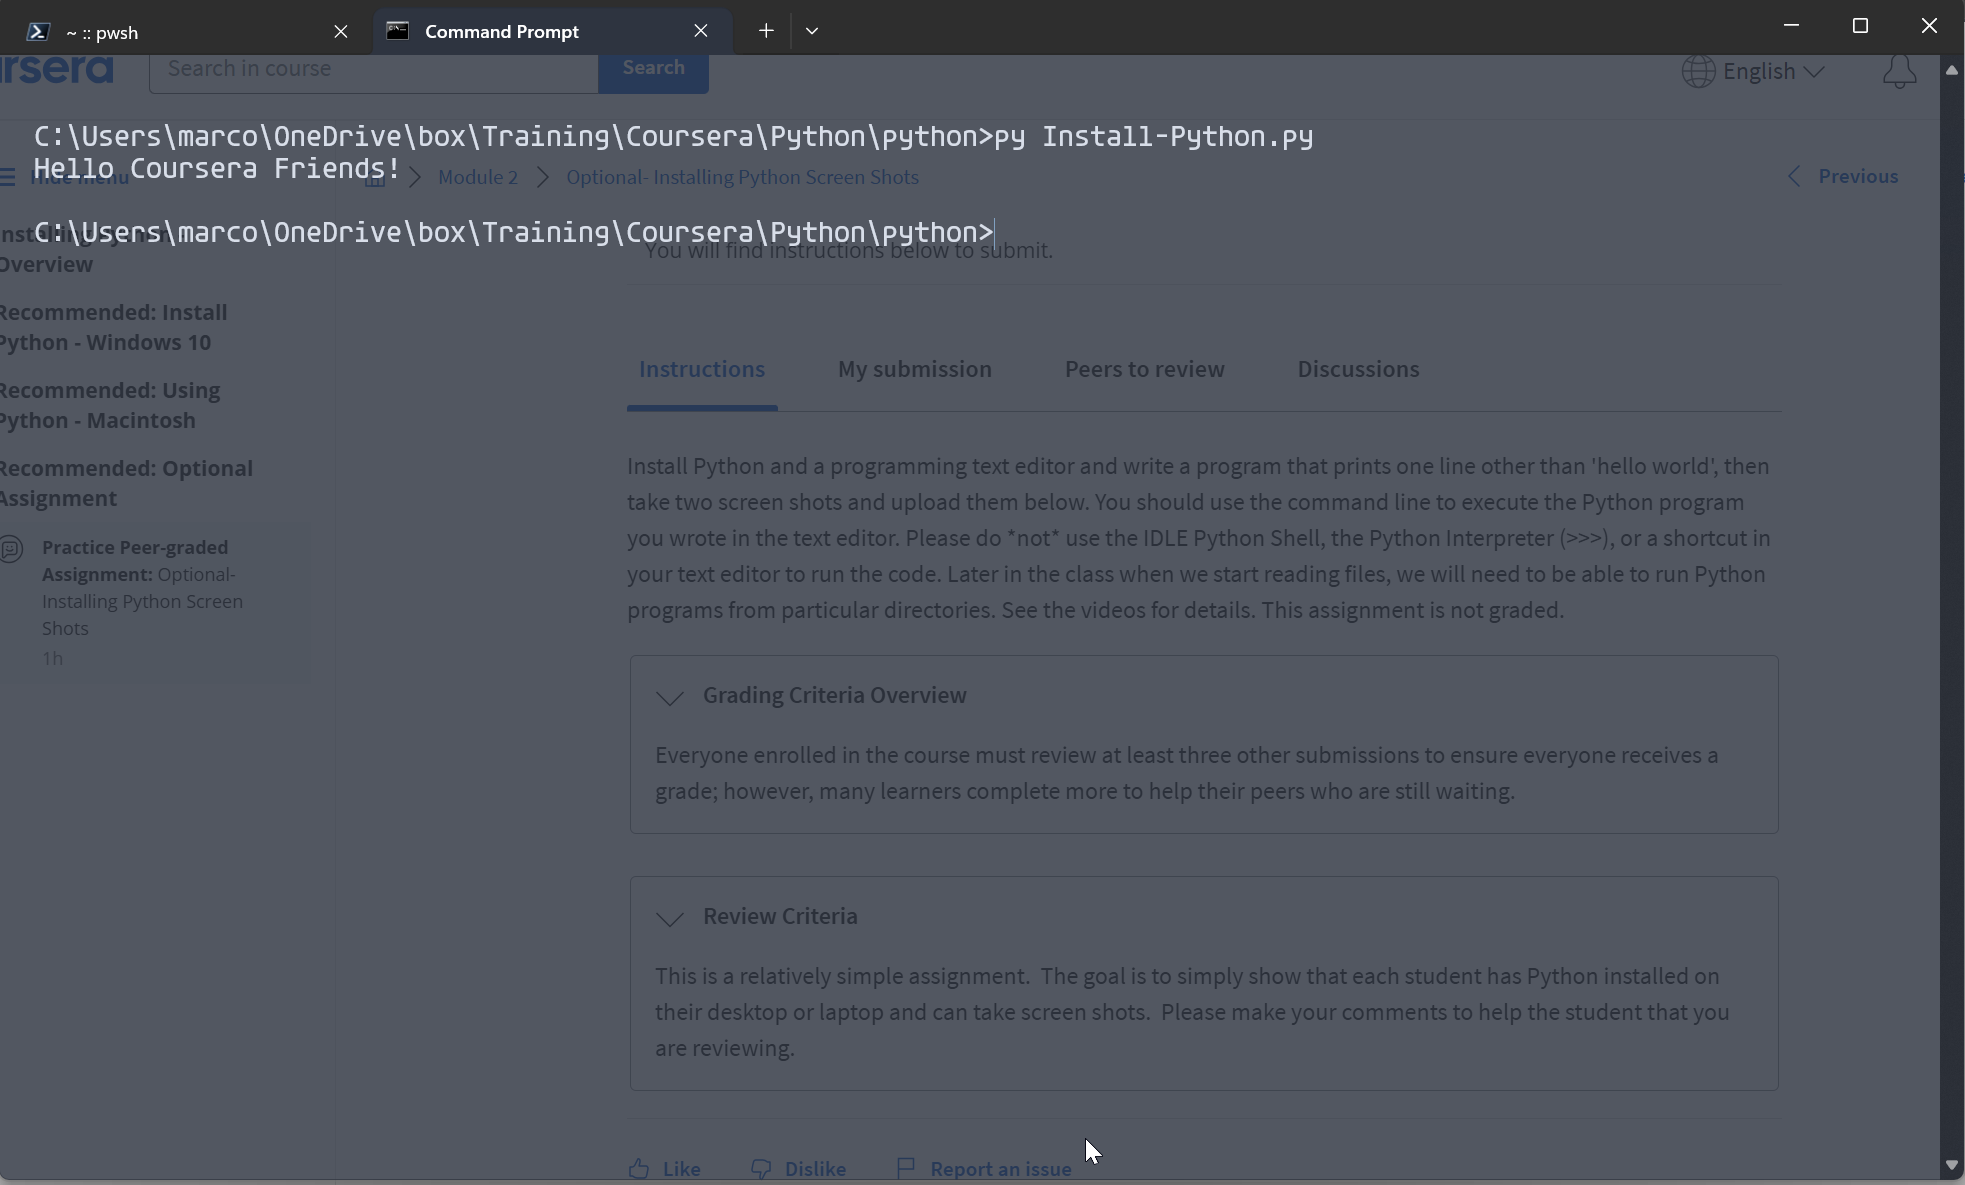 ~ :: pwsh
Command Prompt
rsera
Search in course
Search
English
C:\Users\marco\OneDrive\box\Training\Coursera\Python\python>py Install-Python.py
Hello Coursera Friends!
Hide menu
Module 2
Optional- Installing Python Screen Shots
Previous
C:\Users\marco\OneDrive\box\Training\Coursera\Python\python>
You will find instructions below to submit.
Overview
Recommended: Install
Python - Windows 10
Recommended: Using
Python - Macintosh
Recommended: Optional
Assignment
Practice Peer-graded
Assignment: Optional-
Installing Python Screen
Shots
1h
Instructions
My submission
Peers to review
Discussions
Install Python and a programming text editor and write a program that prints one line other than 'hello world', then
take two screen shots and upload them below. You should use the command line to execute the Python program
you wrote in the text editor. Please do *not* use the IDLE Python Shell, the Python Interpreter (>>>), or a shortcut in
your text editor to run the code. Later in the class when we start reading files, we will need to be able to run Python
programs from particular directories. See the videos for details. This assignment is not graded.
Grading Criteria Overview
Everyone enrolled in the course must review at least three other submissions to ensure everyone receives a
grade; however, many learners complete more to help their peers who are still waiting.
Review Criteria
This is a relatively simple assignment.  The goal is to simply show that each student has Python installed on
their desktop or laptop and can take screen shots.  Please make your comments to help the student that you
are reviewing.
Like
Dislike
Report an issue